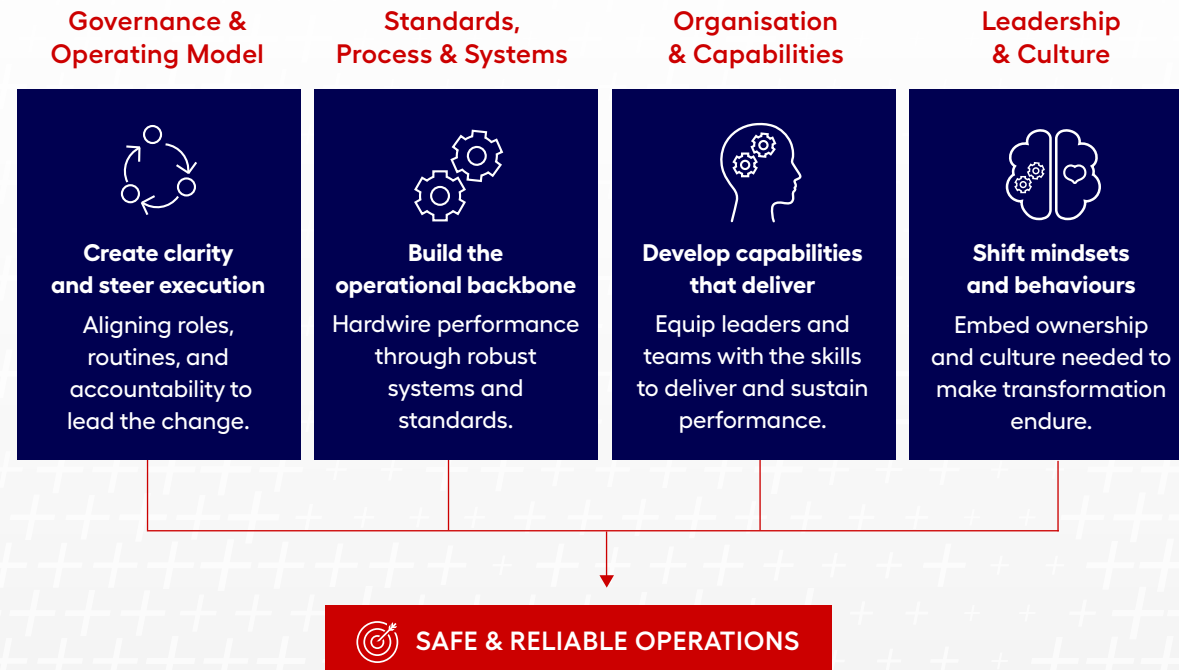 Governance &
Operating Model
Standards,
Process & Systems
Organisation
& Capabilities
Leadership
& Culture
Create clarity
and steer execution
Aligning roles,
routines, and
accountability to
lead the change.
Build the
operational backbone
Hardwire performance
through robust
systems and
standards.
Develop capabilities
that deliver
Equip leaders and
teams with the skills
to deliver and sustain
performance.
Shift mindsets
and behaviours
Embed ownership
and culture needed to
make transformation
endure.
SAFE & RELIABLE OPERATIONS